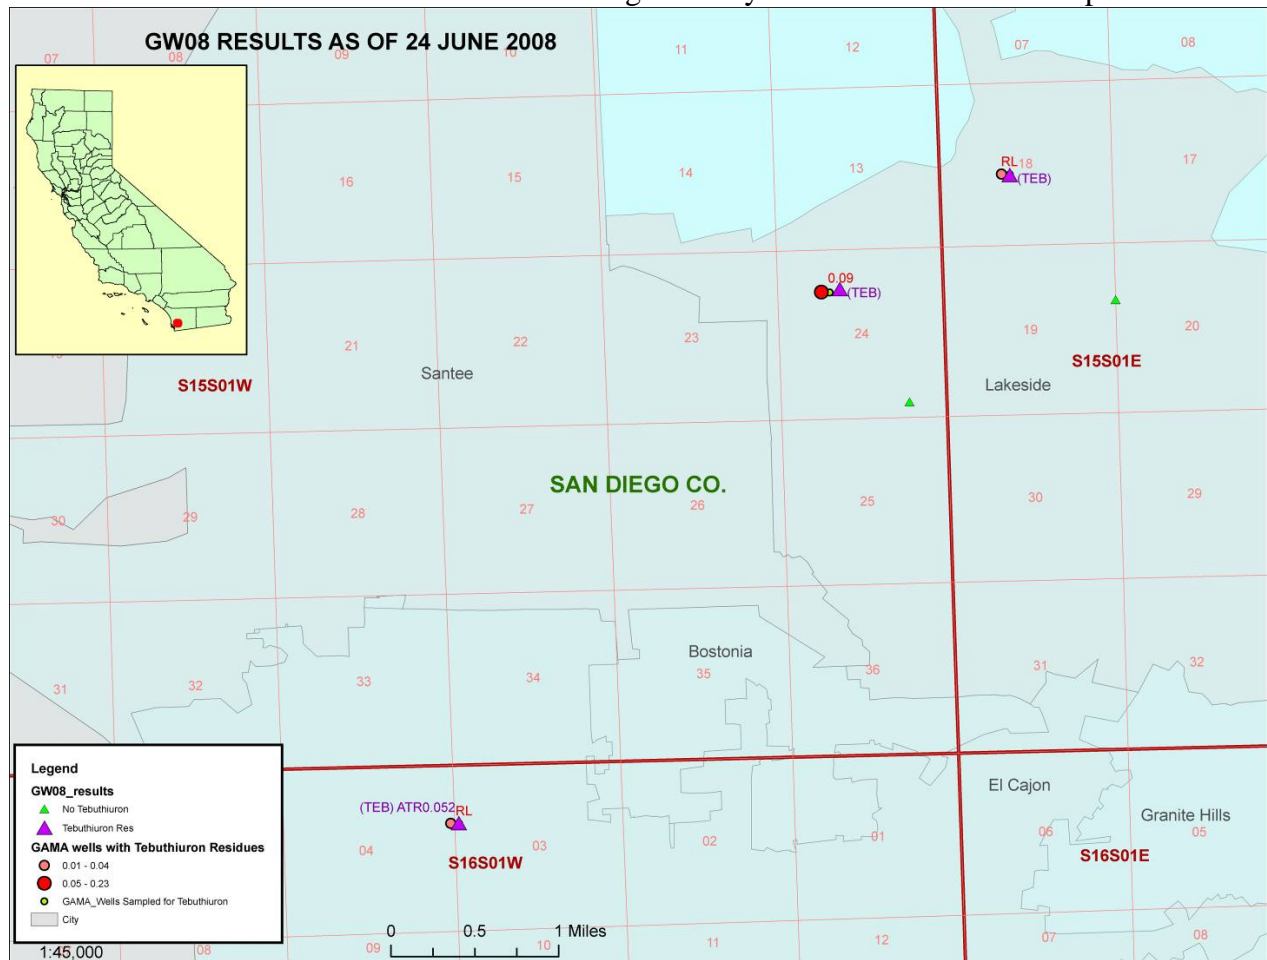 GW08 RESULTS AS OF 24 JUNE 2008
07
08
09
10
11
12
07
08
16
15
14
13
RL 18
(TEB)
17
0.09
(TEB)
21
22
23
24
19
20
S15S01W
Santee
Lakeside
S15S01E
SAN DIEGO CO.
30
29
28
27
26
25
30
29
31
32
33
34
Bostonia
35
36
31
32
(TEB) ATR0.052 RL
04
03
02
01
El Cajon
06
Granite Hills
05
S16S01W
S16S01E
08
09
10
11
12
07
08
Legend
GW08_results
No Tebuthiuron
Tebuthiuron Res
GAMA wells with Tebuthiuron Residues
0.01 - 0.04
0.05 - 0.23
GAMA_Wells Sampled for Tebuthiuron
City
1:45,000
0 0.5 1 Miles